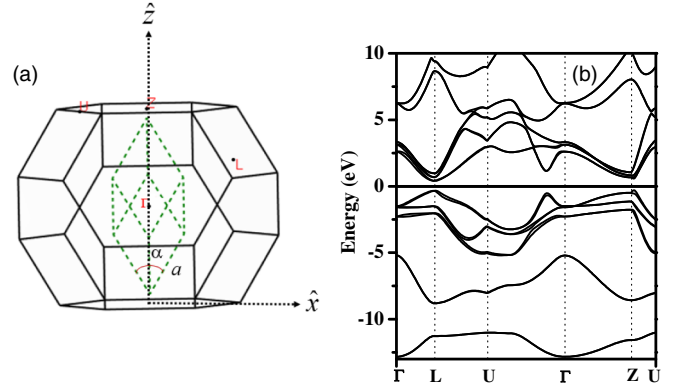 (a)
ẑ
U
Z
L
Γ
α
a
x̂
(b)
Energy (eV)
10
5
0
-5
-10
Γ L U Γ Z U